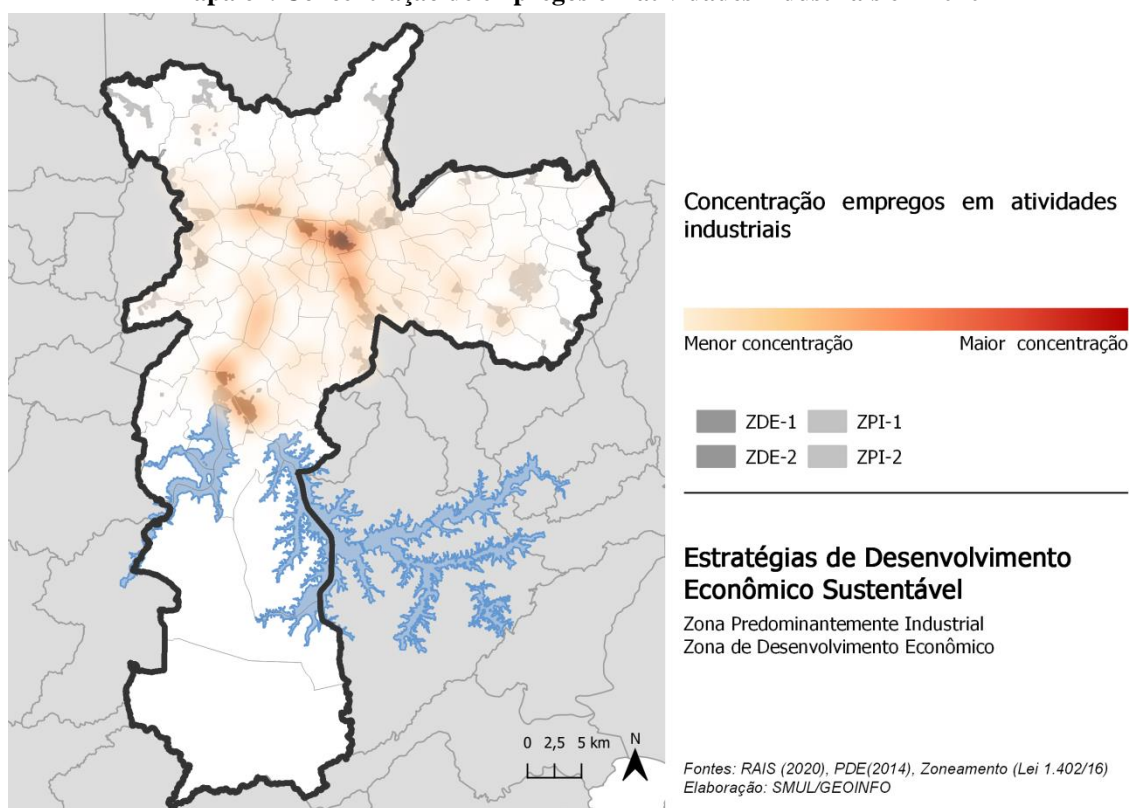 Concentração empregos em atividades
industriais
Menor concentração Maior concentração
ZDE-1 ZPI-1
ZDE-2 ZPI-2
Estratégias de Desenvolvimento
Econômico Sustentável
Zona Predominantemente Industrial
Zona de Desenvolvimento Econômico
0 2,5 5 km N
Fontes: RAIS (2020), PDE(2014), Zoneamento (Lei 1.402/16)
Elaboração: SMUL/GEOINFO